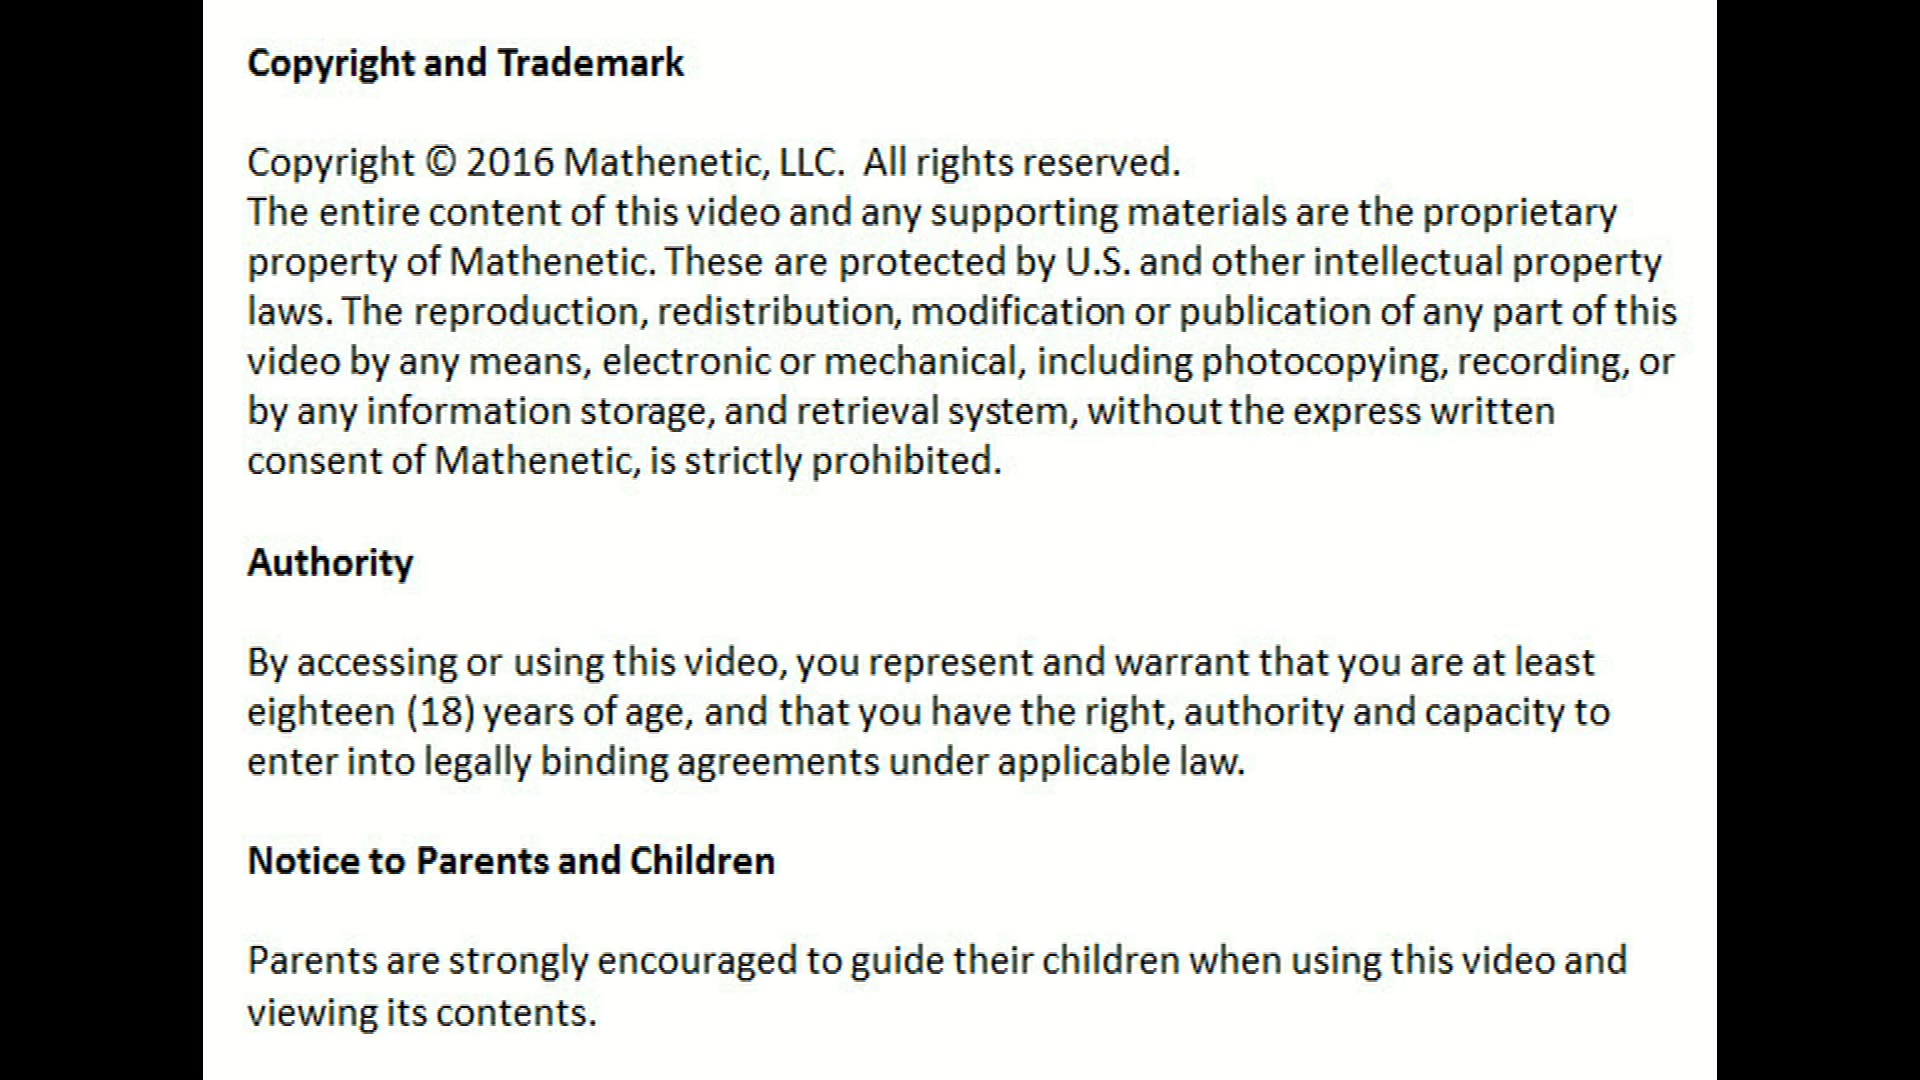 Copyright and Trademark
Copyright © 2016 Mathenetic, LLC.  All rights reserved.
The entire content of this video and any supporting materials are the proprietary
property of Mathenetic. These are protected by U.S. and other intellectual property
laws. The reproduction, redistribution, modification or publication of any part of this
video by any means, electronic or mechanical, including photocopying, recording, or
by any information storage, and retrieval system, without the express written
consent of Mathenetic, is strictly prohibited.
Authority
By accessing or using this video, you represent and warrant that you are at least
eighteen (18) years of age, and that you have the right, authority and capacity to
enter into legally binding agreements under applicable law.
Notice to Parents and Children
Parents are strongly encouraged to guide their children when using this video and
viewing its contents.